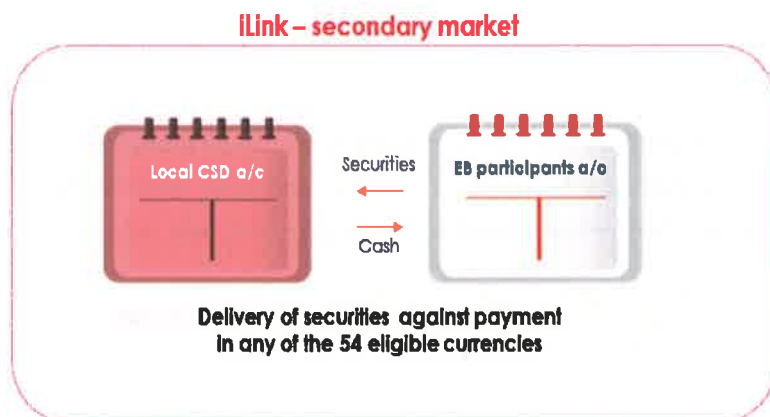 iLink – secondary market
Local CSD a/c
Securities
EB participants a/c
Cash
Delivery of securities against payment
in any of the 54 eligible currencies